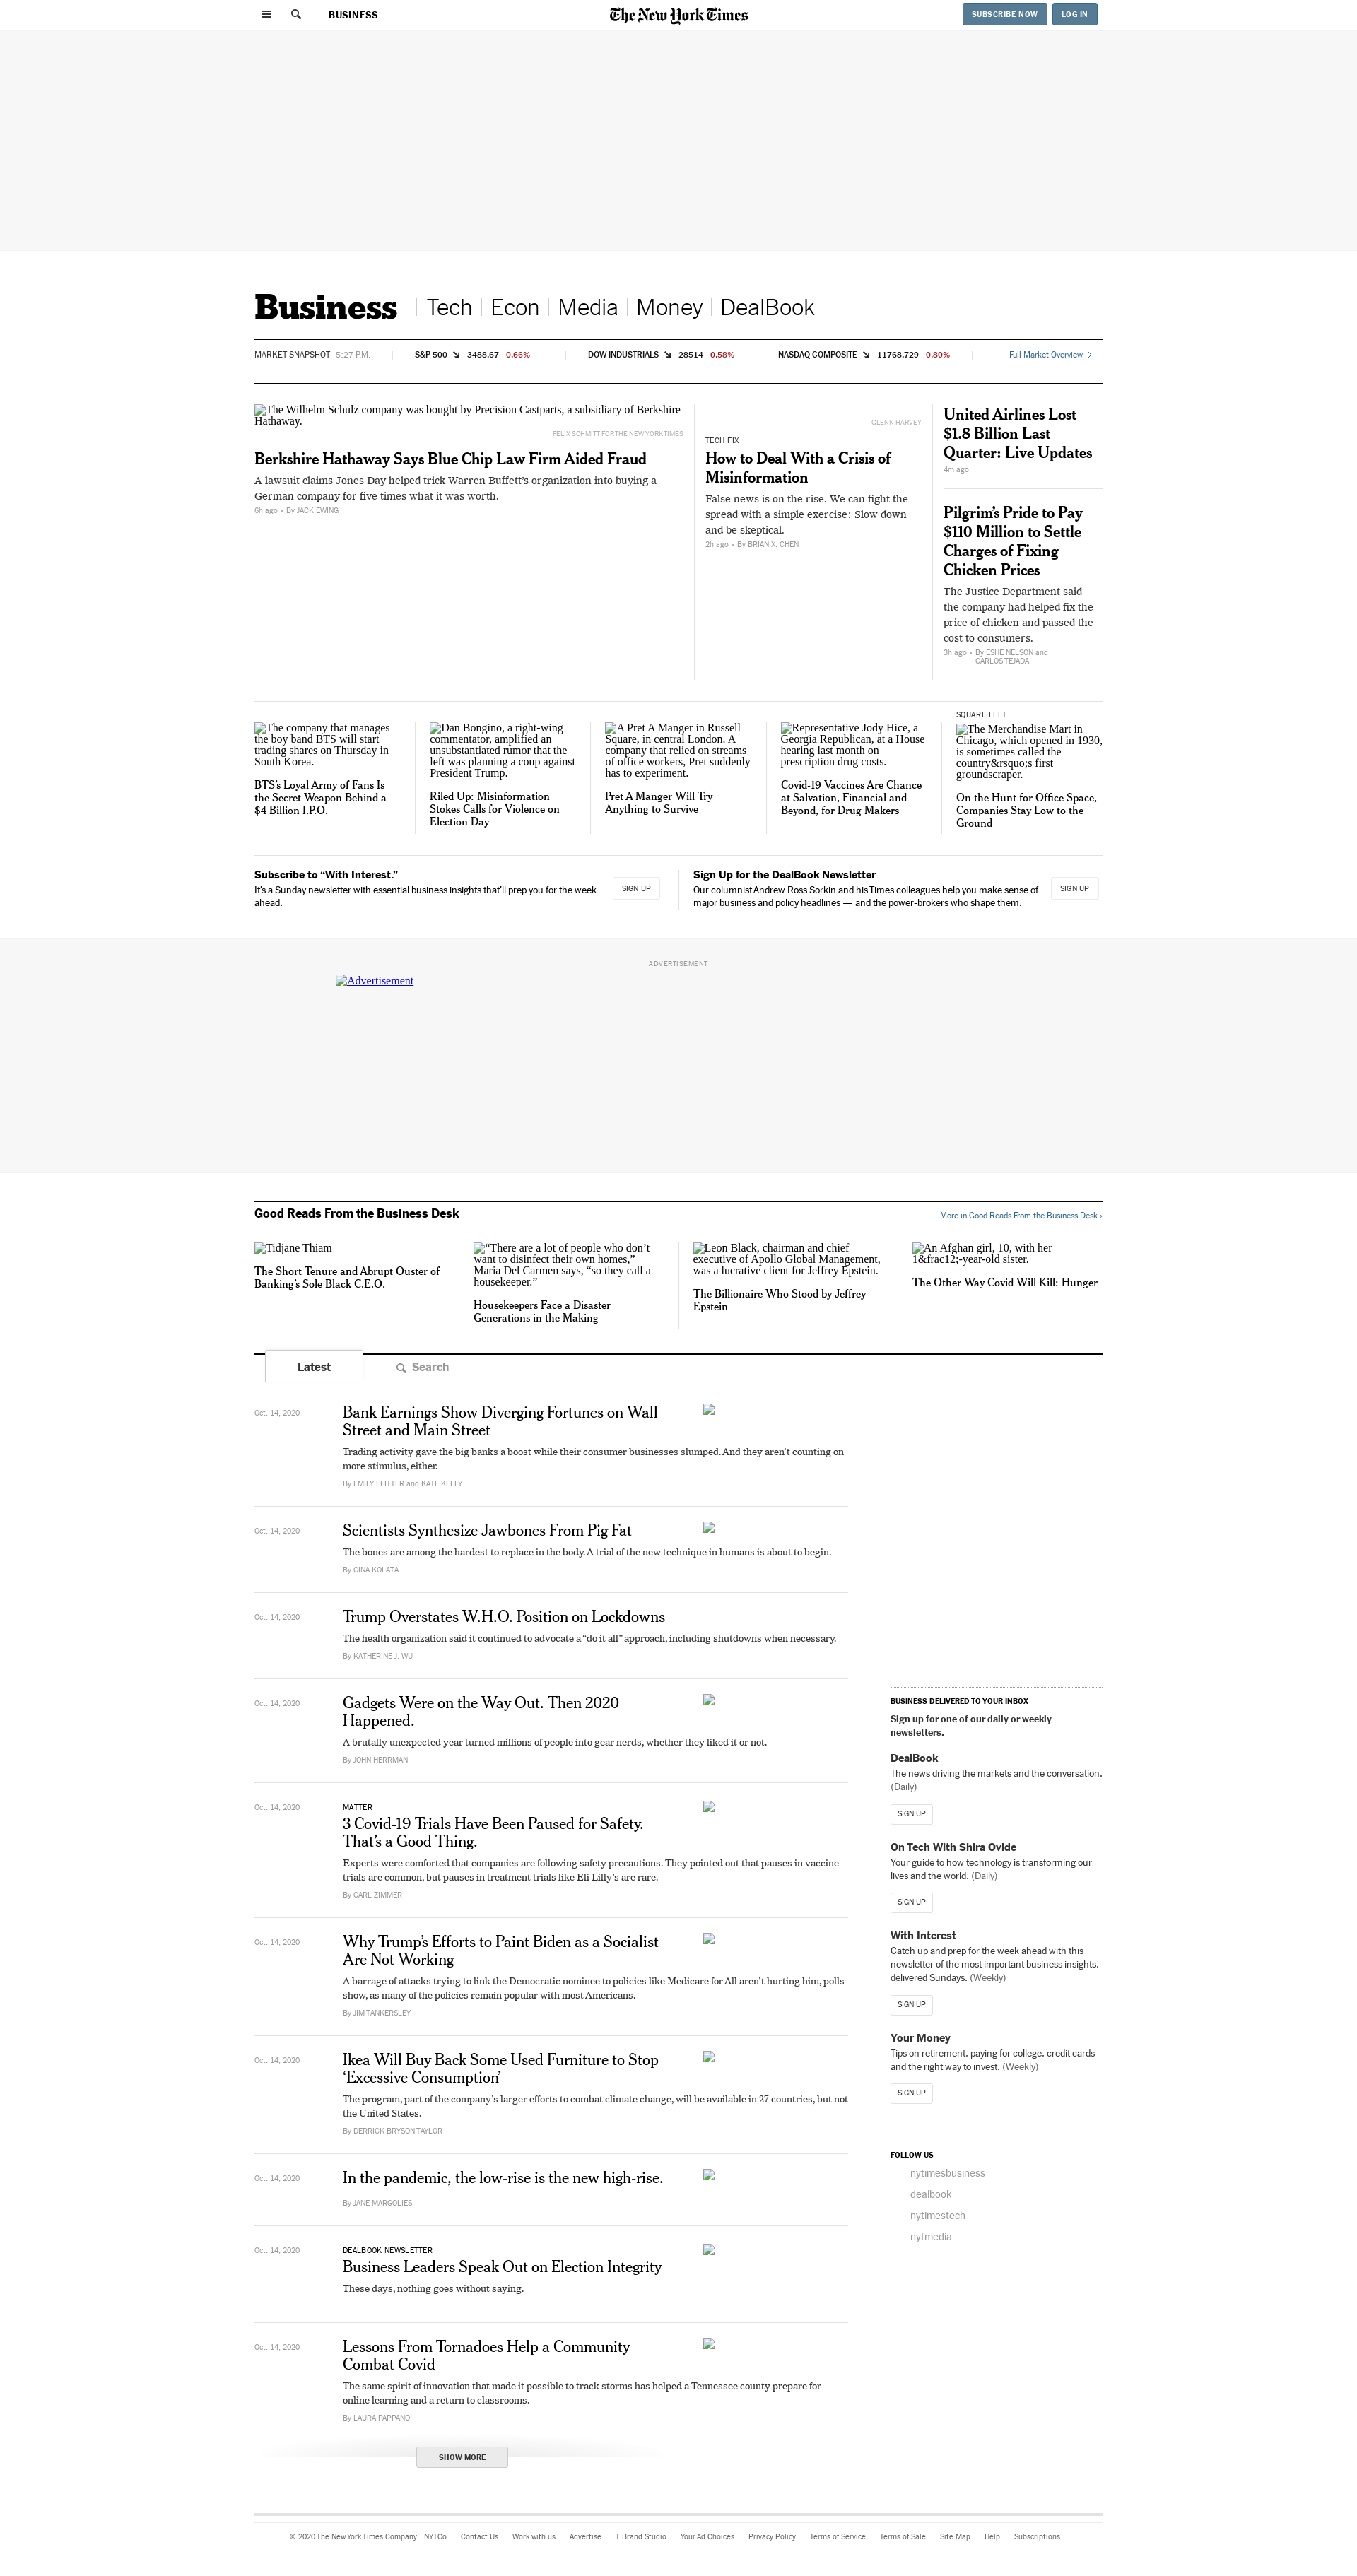 BUSINESS
The New York Times
SUBSCRIBE NOW
LOG IN
Business
Tech
Econ
Media
Money
DealBook
MARKET SNAPSHOT 5:27 P.M.
S&P 500 3488.67 -0.66%
DOW INDUSTRIALS 28514 -0.58%
NASDAQ COMPOSITE 11768.729 -0.80%
Full Market Overview
The Wilhelm Schulz company was bought by Precision Castparts, a subsidiary of Berkshire
Hathaway.
FELIX SCHMITT FOR THE NEW YORK TIMES
Berkshire Hathaway Says Blue Chip Law Firm Aided Fraud
A lawsuit claims Jones Day helped trick Warren Buffett’s organization into buying a
German company for five times what it was worth.
6h ago • By JACK EWING
GLENN HARVEY
TECH FIX
How to Deal With a Crisis of
Misinformation
False news is on the rise. We can fight the
spread with a simple exercise: Slow down
and be skeptical.
2h ago • By BRIAN X. CHEN
United Airlines Lost
$1.8 Billion Last
Quarter: Live Updates
4m ago
Pilgrim’s Pride to Pay
$110 Million to Settle
Charges of Fixing
Chicken Prices
The Justice Department said
the company had helped fix the
price of chicken and passed the
cost to consumers.
3h ago • By ESHE NELSON and
CARLOS TEJADA
The company that manages
the boy band BTS will start
trading shares on Thursday in
South Korea.
BTS’s Loyal Army of Fans Is
the Secret Weapon Behind a
$4 Billion I.P.O.
Dan Bongino, a right-wing
commentator, amplified an
unsubstantiated rumor that the
left was planning a coup against
President Trump.
Riled Up: Misinformation
Stokes Calls for Violence on
Election Day
A Pret A Manger in Russell
Square, in central London. A
company that relied on streams
of office workers, Pret suddenly
has to experiment.
Pret A Manger Will Try
Anything to Survive
Representative Jody Hice, a
Georgia Republican, at a House
hearing last month on
prescription drug costs.
Covid-19 Vaccines Are Chance
at Salvation, Financial and
Beyond, for Drug Makers
SQUARE FEET
The Merchandise Mart in
Chicago, which opened in 1930,
is sometimes called the
country&rsquo;s first
groundscraper.
On the Hunt for Office Space,
Companies Stay Low to the
Ground
Subscribe to “With Interest.”
It’s a Sunday newsletter with essential business insights that’ll prep you for the week
ahead.
SIGN UP
Sign Up for the DealBook Newsletter
Our columnist Andrew Ross Sorkin and his Times colleagues help you make sense of
major business and policy headlines — and the power-brokers who shape them.
SIGN UP
ADVERTISEMENT
Advertisement
Good Reads From the Business Desk
More in Good Reads From the Business Desk ›
Tidjane Thiam
The Short Tenure and Abrupt Ouster of
Banking’s Sole Black C.E.O.
“There are a lot of people who don’t
want to disinfect their own homes,”
Maria Del Carmen says, “so they call a
housekeeper.”
Housekeepers Face a Disaster
Generations in the Making
Leon Black, chairman and chief
executive of Apollo Global Management,
was a lucrative client for Jeffrey Epstein.
The Billionaire Who Stood by Jeffrey
Epstein
An Afghan girl, 10, with her
1&frac12;-year-old sister.
The Other Way Covid Will Kill: Hunger
Latest
Search
Oct. 14, 2020
Bank Earnings Show Diverging Fortunes on Wall
Street and Main Street
Trading activity gave the big banks a boost while their consumer businesses slumped. And they aren’t counting on
more stimulus, either.
By EMILY FLITTER and KATE KELLY
Oct. 14, 2020
Scientists Synthesize Jawbones From Pig Fat
The bones are among the hardest to replace in the body. A trial of the new technique in humans is about to begin.
By GINA KOLATA
Oct. 14, 2020
Trump Overstates W.H.O. Position on Lockdowns
The health organization said it continued to advocate a “do it all” approach, including shutdowns when necessary.
By KATHERINE J. WU
Oct. 14, 2020
Gadgets Were on the Way Out. Then 2020
Happened.
A brutally unexpected year turned millions of people into gear nerds, whether they liked it or not.
By JOHN HERRMAN
Oct. 14, 2020
MATTER
3 Covid-19 Trials Have Been Paused for Safety.
That’s a Good Thing.
Experts were comforted that companies are following safety precautions. They pointed out that pauses in vaccine
trials are common, but pauses in treatment trials like Eli Lilly’s are rare.
By CARL ZIMMER
Oct. 14, 2020
Why Trump’s Efforts to Paint Biden as a Socialist
Are Not Working
A barrage of attacks trying to link the Democratic nominee to policies like Medicare for All aren’t hurting him, polls
show, as many of the policies remain popular with most Americans.
By JIM TANKERSLEY
Oct. 14, 2020
Ikea Will Buy Back Some Used Furniture to Stop
‘Excessive Consumption’
The program, part of the company’s larger efforts to combat climate change, will be available in 27 countries, but not
the United States.
By DERRICK BRYSON TAYLOR
Oct. 14, 2020
In the pandemic, the low-rise is the new high-rise.
By JANE MARGOLIES
Oct. 14, 2020
DEALBOOK NEWSLETTER
Business Leaders Speak Out on Election Integrity
These days, nothing goes without saying.
Oct. 14, 2020
Lessons From Tornadoes Help a Community
Combat Covid
The same spirit of innovation that made it possible to track storms has helped a Tennessee county prepare for
online learning and a return to classrooms.
By LAURA PAPPANO
SHOW MORE
BUSINESS DELIVERED TO YOUR INBOX
Sign up for one of our daily or weekly
newsletters.
DealBook
The news driving the markets and the conversation.
(Daily)
SIGN UP
On Tech With Shira Ovide
Your guide to how technology is transforming our
lives and the world. (Daily)
SIGN UP
With Interest
Catch up and prep for the week ahead with this
newsletter of the most important business insights,
delivered Sundays. (Weekly)
SIGN UP
Your Money
Tips on retirement, paying for college, credit cards
and the right way to invest. (Weekly)
SIGN UP
FOLLOW US
nytimesbusiness
dealbook
nytimestech
nytmedia
© 2020 The New York Times Company NYTCo Contact Us Work with us Advertise T Brand Studio Your Ad Choices Privacy Policy Terms of Service Terms of Sale Site Map Help Subscriptions